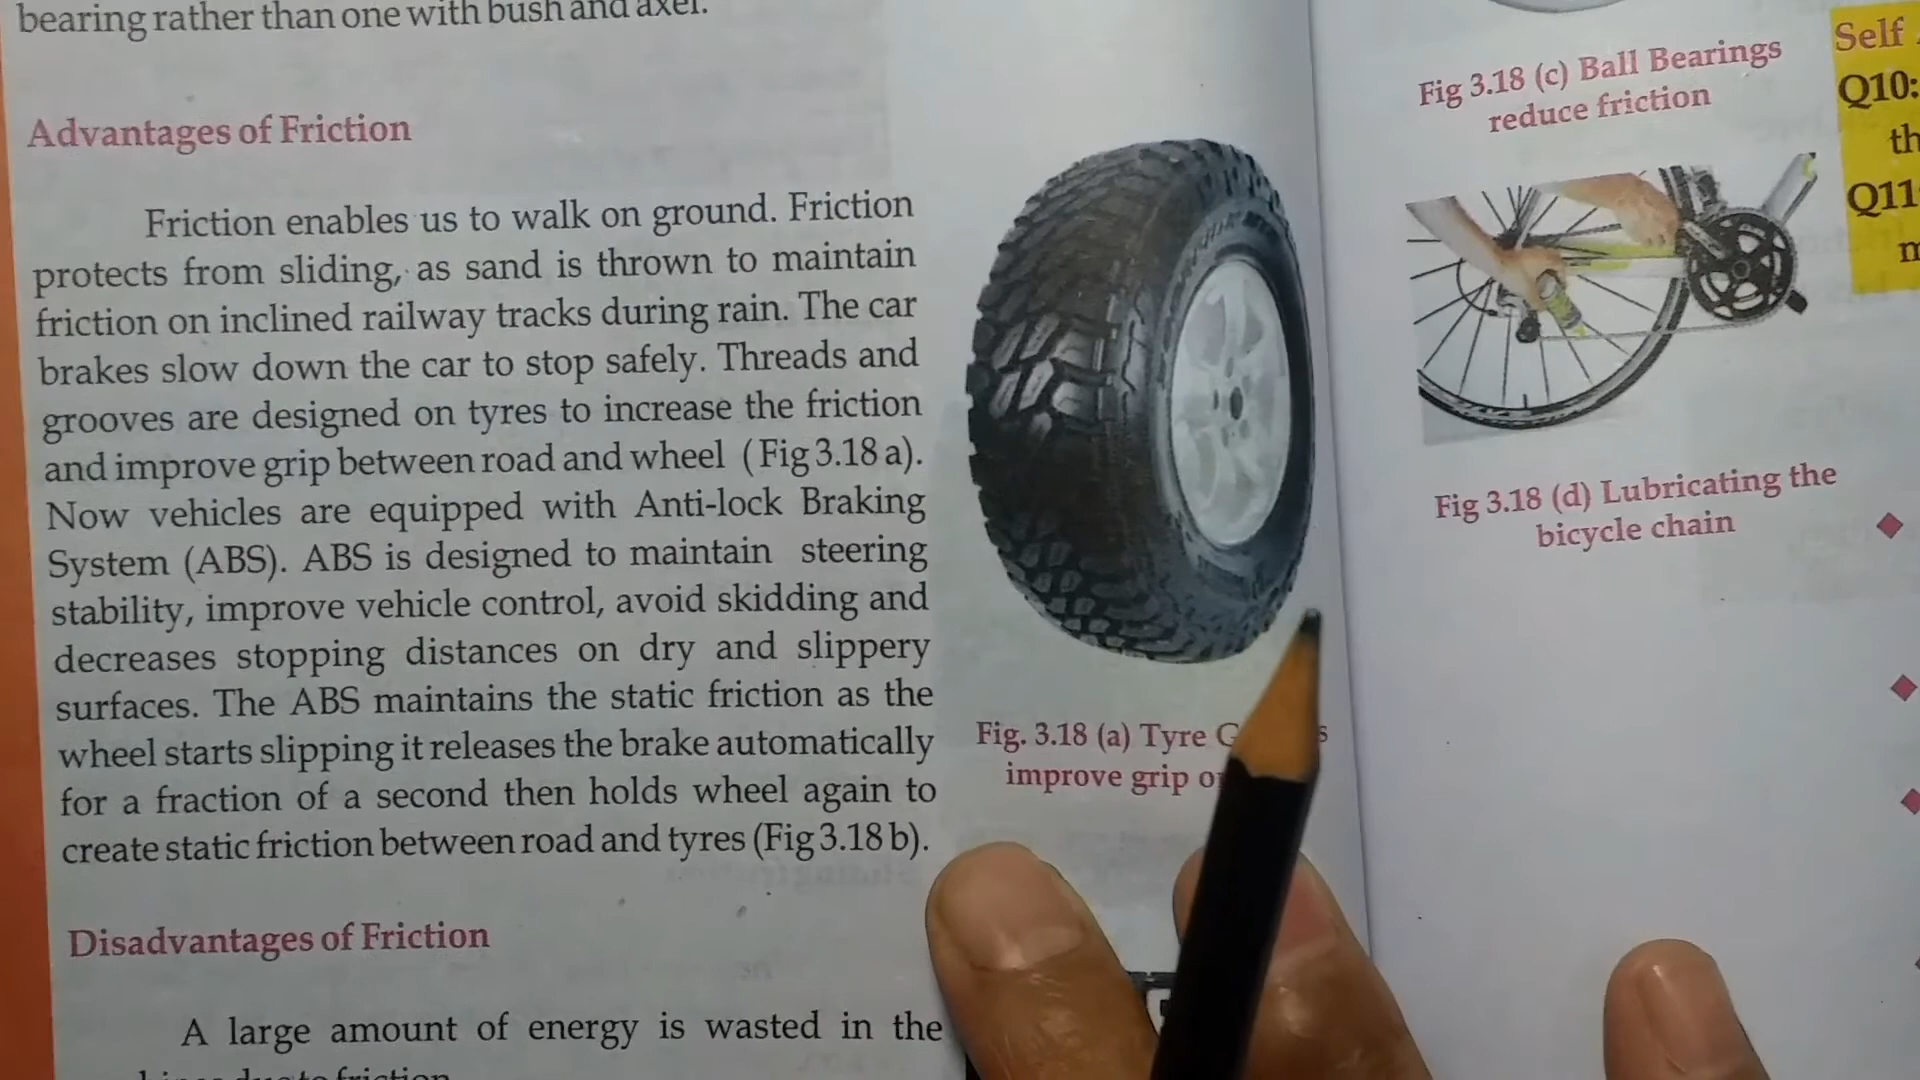 bearing rather than one with bush and axel.
Advantages of Friction
Friction enables us to walk on ground. Friction
protects from sliding, as sand is thrown to maintain
friction on inclined railway tracks during rain. The car
brakes slow down the car to stop safely. Threads and
grooves are designed on tyres to increase the friction
and improve grip between road and wheel (Fig 3.18 a).
Now vehicles are equipped with Anti-lock Braking
System (ABS). ABS is designed to maintain steering
stability, improve vehicle control, avoid skidding and
decreases stopping distances on dry and slippery
surfaces. The ABS maintains the static friction as the
wheel starts slipping it releases the brake automatically
for a fraction of a second then holds wheel again to
create static friction between road and tyres (Fig 3.18 b).
Disadvantages of Friction
A large amount of energy is wasted in the
due to friction
Fig. 3.18 (a) Tyre
improve grip
Fig 3.18 (c) Ball Bearings
reduce friction
Fig 3.18 (d) Lubricating the
bicycle chain
Self
Q10:
th
Q11
m